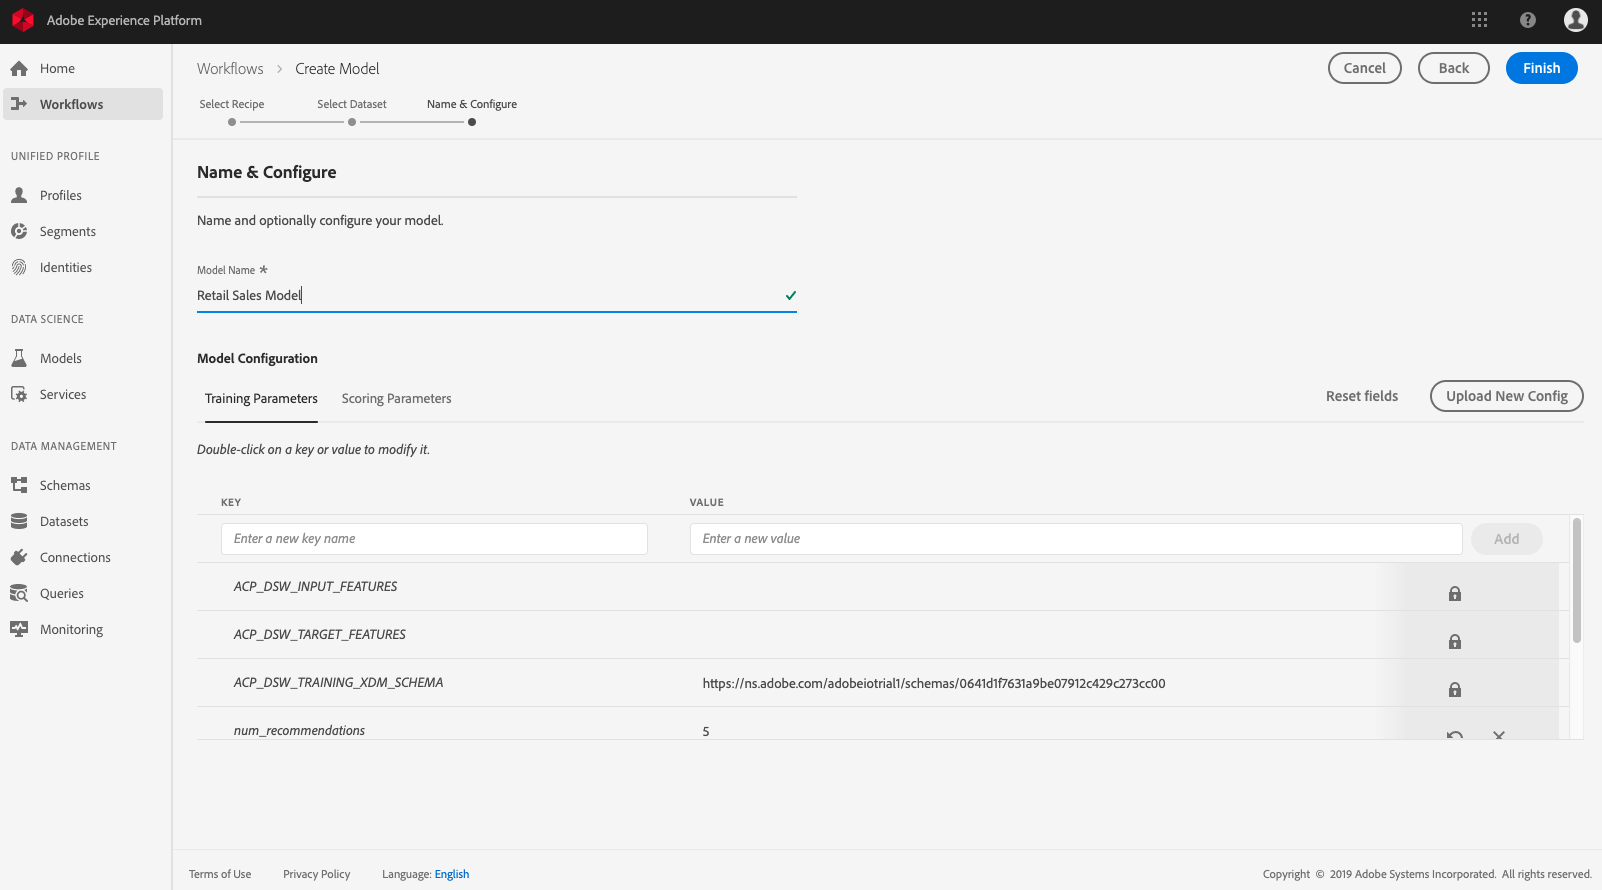 Adobe Experience Platform
Home
Workflows
UNIFIED PROFILE
Profiles
Segments
Identities
DATA SCIENCE
Models
Services
DATA MANAGEMENT
Schemas
Datasets
Connections
Queries
Monitoring
Workflows > Create Model
Cancel
Back
Finish
Select Recipe
Select Dataset
Name & Configure
Name & Configure
Name and optionally configure your model.
Model Name *
Retail Sales Model
Model Configuration
Training Parameters
Scoring Parameters
Reset fields
Upload New Config
Double-click on a key or value to modify it.
KEY
VALUE
Enter a new key name
Enter a new value
Add
ACP_DSW_INPUT_FEATURES
ACP_DSW_TARGET_FEATURES
ACP_DSW_TRAINING_XDM_SCHEMA
https://ns.adobe.com/adobeiotrial1/schemas/0641d1f7631a9be07912c429c273cc00
num_recommendations
5
Terms of Use
Privacy Policy
Language: English
Copyright © 2019 Adobe Systems Incorporated. All rights reserved.